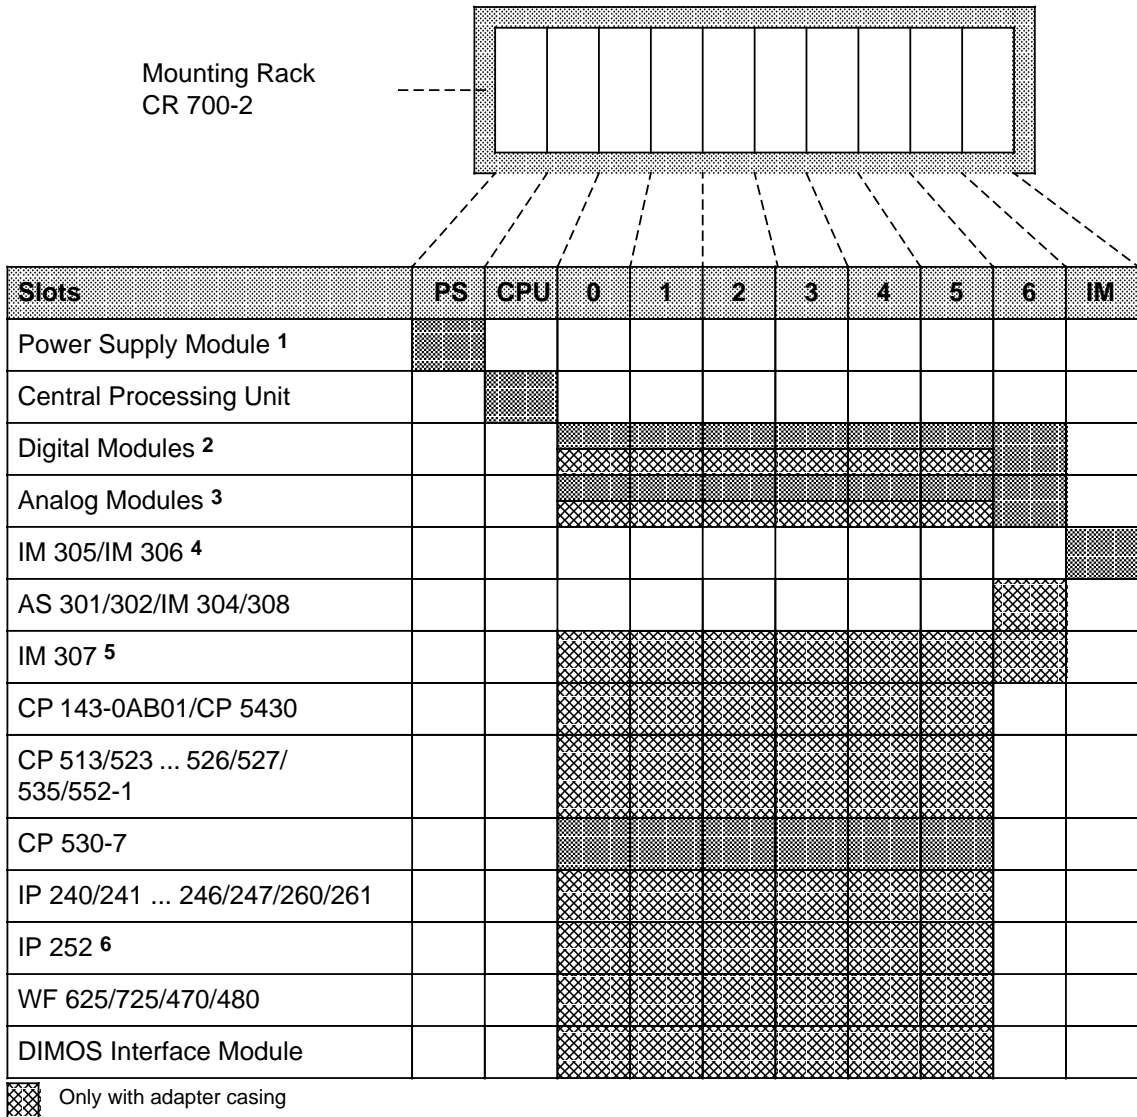 Mounting Rack
CR 700-2
Slots PS CPU 0 1 2 3 4 5 6 IM
Power Supply Module 1
Central Processing Unit
Digital Modules 2
Analog Modules 3
IM 305/IM 306 4
AS 301/302/IM 304/308
IM 307 5
CP 143-0AB01/CP 5430
CP 513/523 ... 526/527/
535/552-1
CP 530-7
IP 240/241 ... 246/247/260/261
IP 252 6
WF 625/725/470/480
DIMOS Interface Module
Only with adapter casing